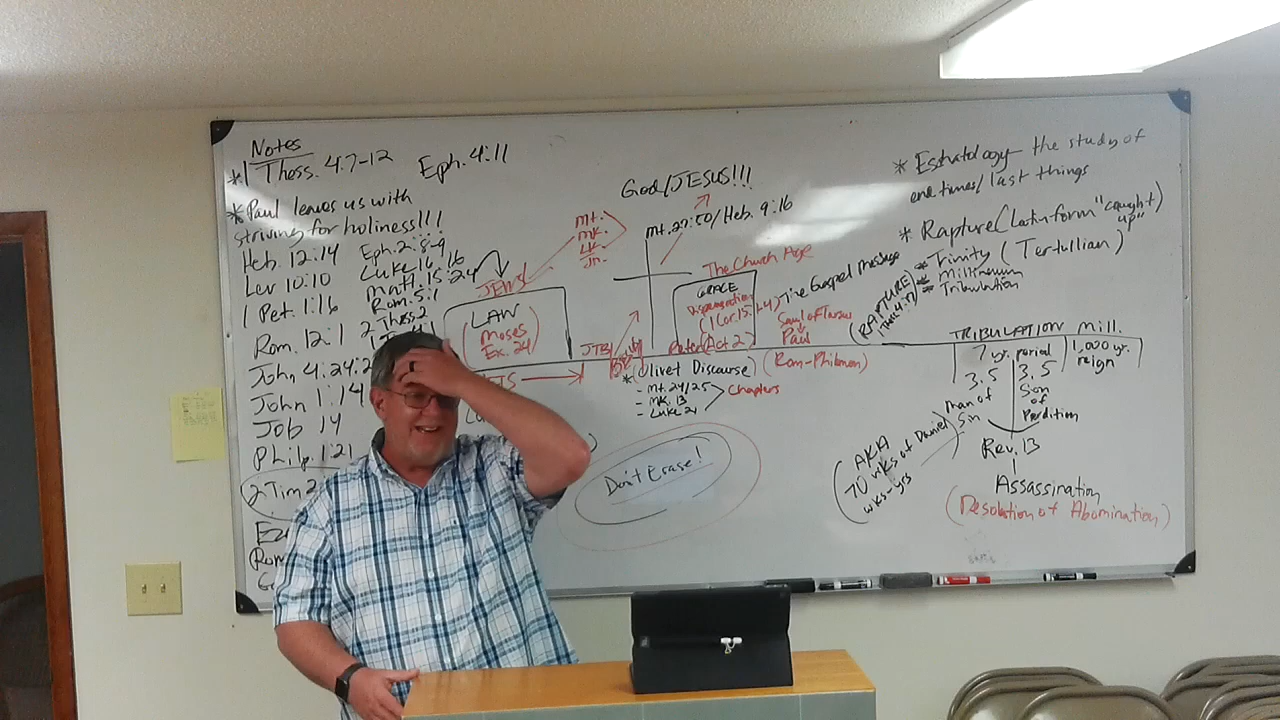 Notes
*1 Thess. 4:7-12
Eph. 4:11
*Paul leaves us with
striving for holiness!!!
Heb. 12:14
Eph. 2:8-9
Lev 10:10
Luke 16:16
1 Pet. 1:16
Matt. 15:24
Rom. 5:1
Rom. 12:1
2 Thess. 2
John 4:24
John 1:14
Job 14
Philp. 1:21
2 Tim 2
Rom
God/JESUS!!!
mt. 27:50/Heb. 9:16
mt.
mk.
LK.
Jn.
JEWS
LAW
(Moses
Ex. 24)
JTB
The Church Age
GRACE
Dispensation
(1 Cor. 15:1-4)
The Gospel Message
Peter (Act 2)
Saul of Tarsus
Paul
(Rom-Philemon)
*(Olivet Discourse)
- Mt. 24/25
- MK. 13
- Luke 21
Chapters
Don't Erase!
* Eschatology- the study of
end times/last things
* Rapture (Latin form "caught
up")
* Trinity (Tertullian)
* Millinium
* Tribulation
(RAPTURE)
TRIBULATION
Mill.
7 yr. period
1,000 yr.
reign
3.5
3.5
man of
Sin
Son
of
Perdition
Rev. 13
Assassination
(Desolation of Abomination)
(AKA
70 wks of Daniel)
wks-yrs